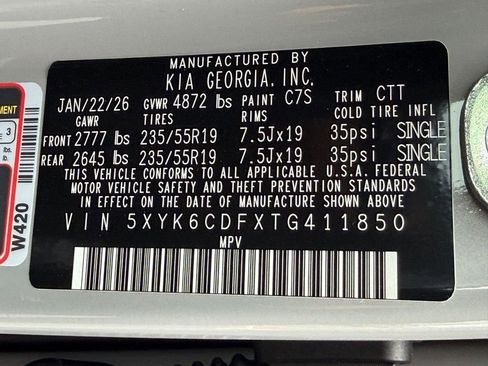 MANUFACTURED BY
KIA GEORGIA, INC.
JAN/22/26 GVWR 4872 lbs PAINT C7S TRIM CTT
GAWR TIRES RIMS COLD TIRE INFL
FRONT 2777 lbs 235/55R19 7.5Jx19 35psi SINGLE
REAR 2645 lbs 235/55R19 7.5Jx19 35psi SINGLE
THIS VEHICLE CONFORMS TO ALL APPLICABLE U.S.A. FEDERAL
MOTOR VEHICLE SAFETY AND THEFT PREVENTION STANDARDS
IN EFFECT ON THE DATE OF MANUFACTURE SHOWN ABOVE
VIN 5XYK6CDFXTG411850
MPV
3
lbs.
W420